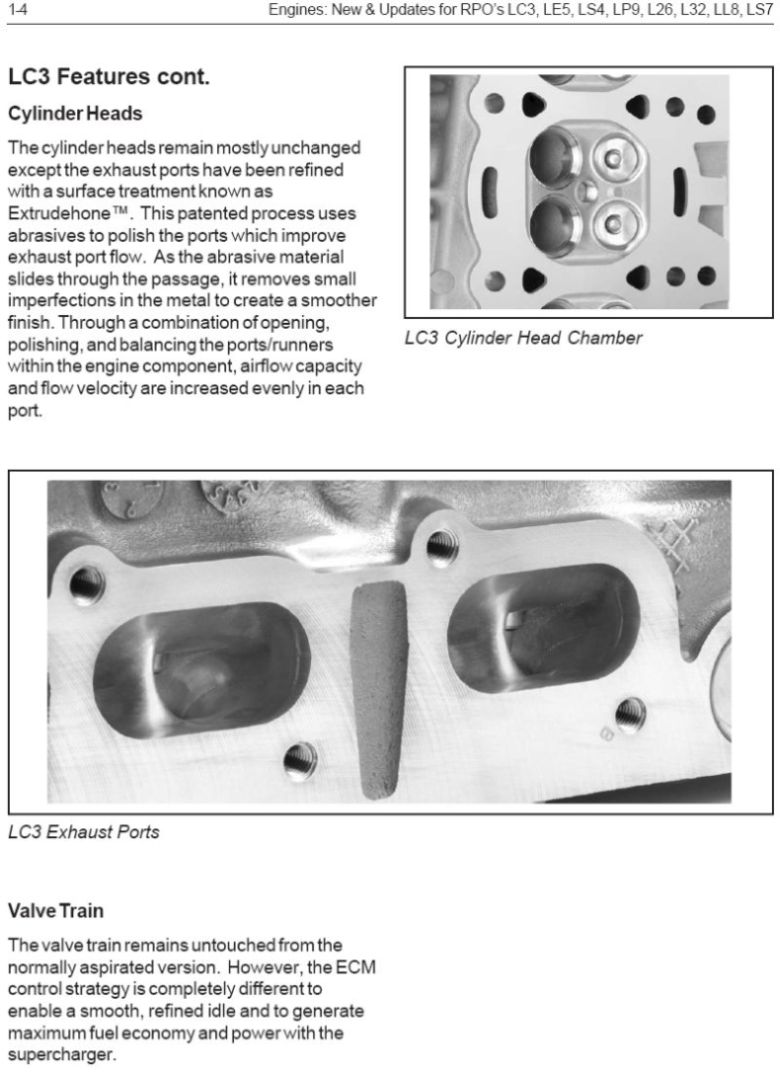 1-4
Engines: New & Updates for RPO's LC3, LE5, LS4, LP9, L26, L32, LL8, LS7
LC3 Features cont.
Cylinder Heads
The cylinder heads remain mostly unchanged
except the exhaust ports have been refined
with a surface treatment known as
Extrudehone™. This patented process uses
abrasives to polish the ports which improve
exhaust port flow. As the abrasive material
slides through the passage, it removes small
imperfections in the metal to create a smoother
finish. Through a combination of opening,
polishing, and balancing the ports/runners
within the engine component, airflow capacity
and flow velocity are increased evenly in each
port.
LC3 Cylinder Head Chamber
LC3 Exhaust Ports
Valve Train
The valve train remains untouched from the
normally aspirated version. However, the ECM
control strategy is completely different to
enable a smooth, refined idle and to generate
maximum fuel economy and power with the
supercharger.